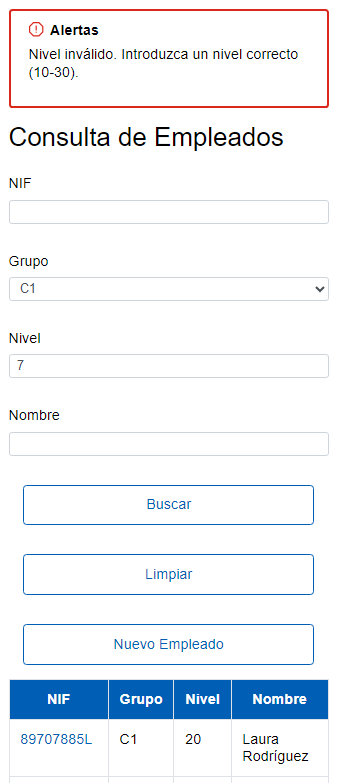 Alertas
Nivel inválido. Introduzca un nivel correcto
(10-30).
Consulta de Empleados
NIF
Grupo
C1
Nivel
7
Nombre
Buscar
Limpiar
Nuevo Empleado
NIF Grupo Nivel Nombre
89707885L C1 20 Laura
Rodríguez